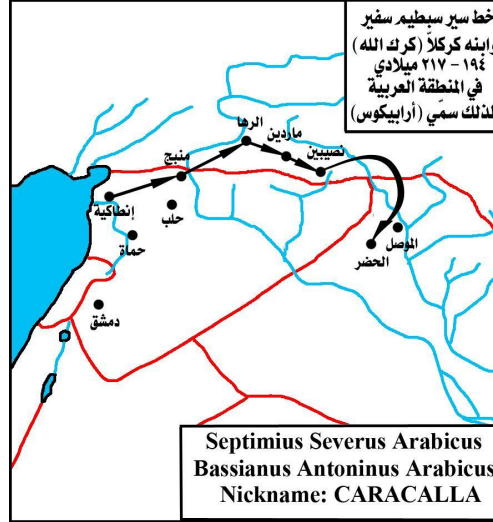 خط سير سبطيم سفير
وابنه كركلاّ (كرك الله)
١٩٤ - ٢١٧ ميلادي
في المنطقة العربية
لذلك سمّي (أرابيكوس)
الرها
ماردين
نصيبين
منبج
إنطاكية
حلب
حماة
الموصل
الحضر
دمشق
Septimius Severus Arabicus
Bassianus Antoninus Arabicus
Nickname: CARACALLA